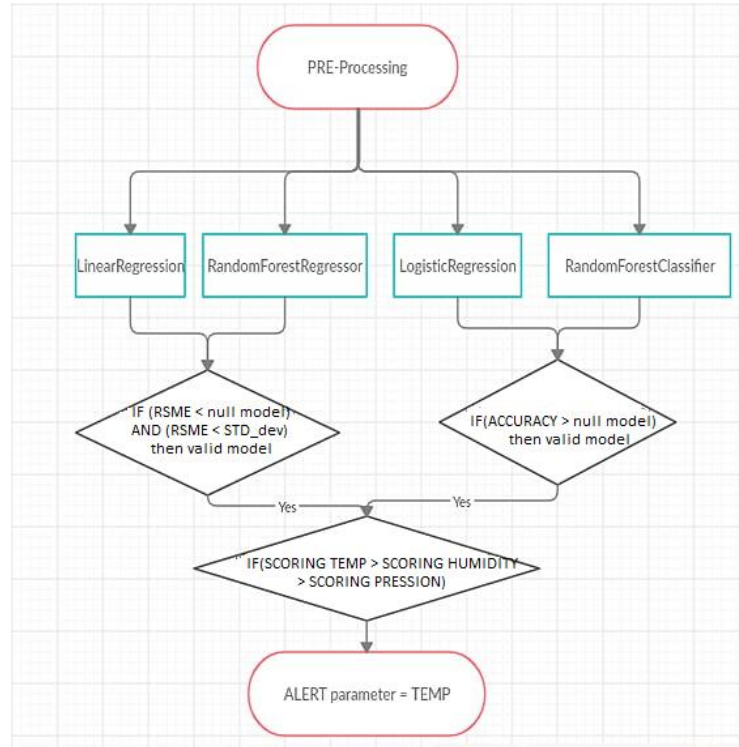 PRE-Processing
LinearRegression
RandomForestRegressor
LogisticRegression
RandomForestClassifier
IF (RSME < null model)
AND (RSME < STD_dev)
then valid model
IF(ACCURACY > null model)
then valid model
Yes
Yes
IF(SCORING TEMP > SCORING HUMIDITY
> SCORING PRESSION)
ALERT parameter = TEMP